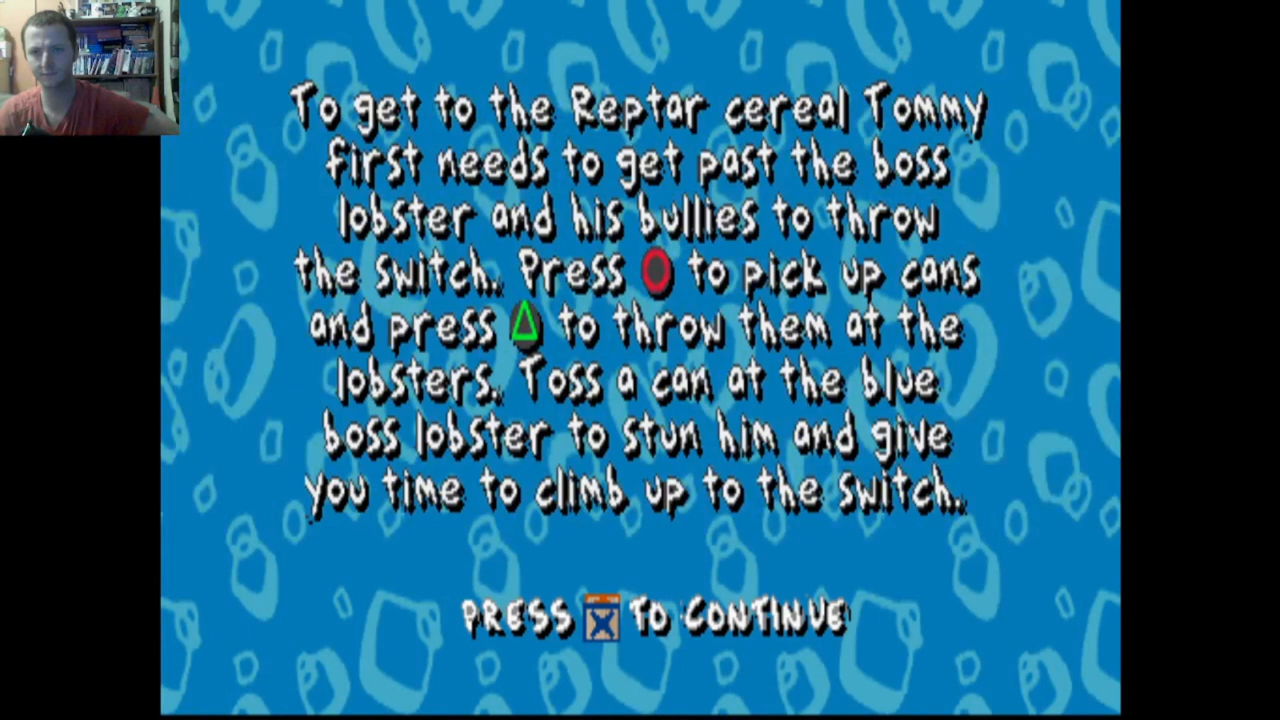 To get to the Reptar cereal Tommy
first needs to get past the boss
lobster and his bullies to throw
the switch. Press O to pick up cans
and press △ to throw them at the
lobsters. Toss a can at the blue
boss lobster to stun him and give
you time to climb up to the switch.
PRESS X TO CONTINUE